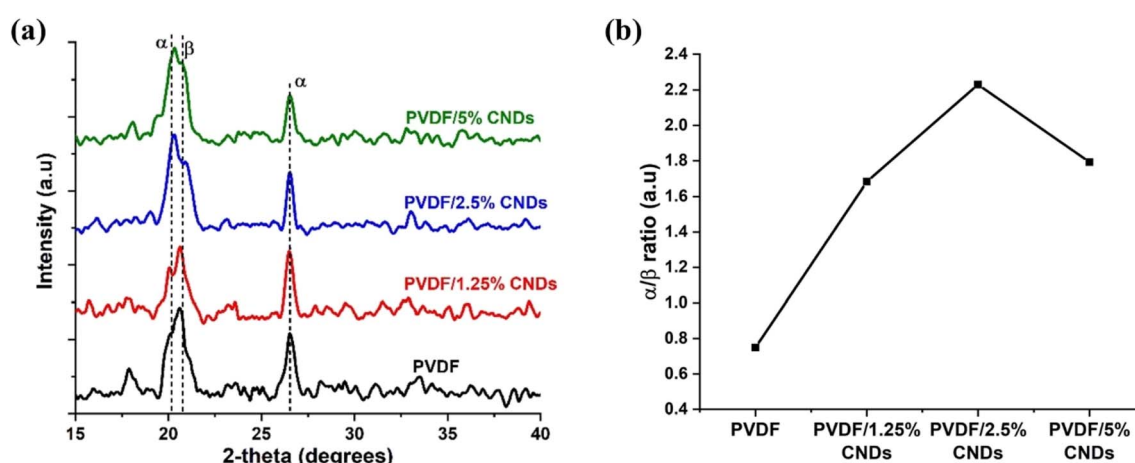 (a)
α
β
α
PVDF/5% CNDs
PVDF/2.5% CNDs
PVDF/1.25% CNDs
PVDF
Intensity (a.u)
15 20 25 30 35 40
2-theta (degrees)
(b)
2.4
2.2
2.0
1.8
1.6
1.4
1.2
1.0
0.8
0.6
0.4
α/β ratio (a.u)
PVDF PVDF/1.25% PVDF/2.5% PVDF/5%
CNDs CNDs CNDs